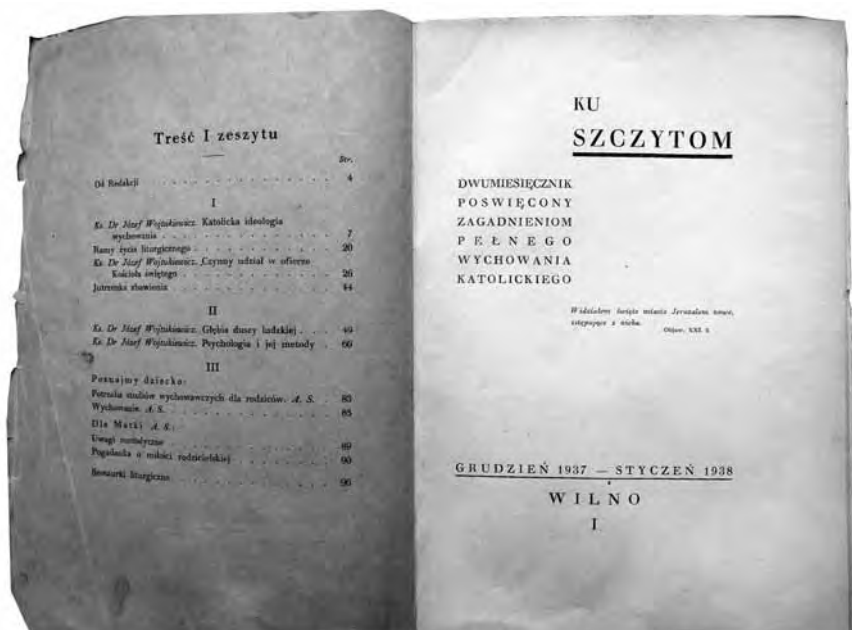 Treść I zeszytu
Str.
Od Redakcji . . . . . . . . . . . . . . . 4
I
Ks. Dr Józef Wojtukiewicz. Katolicka ideologia
wychowania . . . . . . . . . . . . . 7
Ramy życia liturgicznego . . . . . . . . . . 20
Ks. Dr Józef Wojtukiewicz. Czynny udział w ofierze
Kościoła świętego . . . . . . . . . . . 26
Jutrzenka zbawienia . . . . . . . . . . . 44
II
Ks. Dr Józef Wojtukiewicz. Głębia duszy ludzkiej . . . 49
Ks. Dr Józef Wojtukiewicz. Psychologia i jej metody . 66
III
Poznajmy dziecko:
Potrzeba studiów wychowawczych dla rodziców. A. S. . 83
Wychowanie. A. S. . . . . . . . . . . . 85
Dla Matki A. S.:
Uwagi metodyczne . . . . . . . . . . . 89
Pogadanka o miłości rodzicielskiej . . . . . . 90
liturgiczne . . . . . . . . . . . 96
KU
SZCZYTOM
DWUMIESIĘCZNIK
POŚWIĘCONY
ZAGADNIENIOM
PEŁNEGO
WYCHOWANIA
KATOLICKIEGO
Widziałem święte miasto Jeruzalem nowe,
zstępujące z nieba.
Objaw. XXI. 2.
GRUDZIEŃ 1937 — STYCZEŃ 1938
WILNO
I